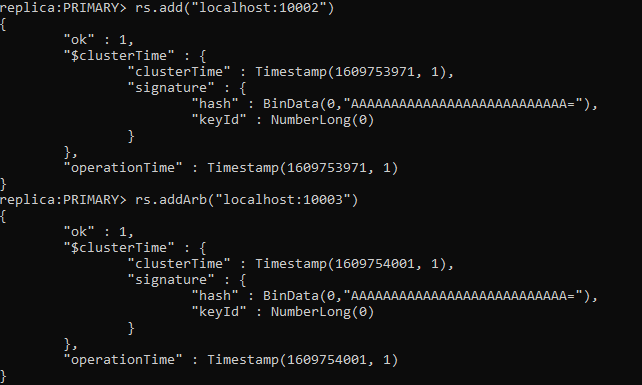 replica:PRIMARY> rs.add("localhost:10002")
{
        "ok" : 1,
        "$clusterTime" : {
                "clusterTime" : Timestamp(1609753971, 1),
                "signature" : {
                        "hash" : BinData(0,"AAAAAAAAAAAAAAAAAAAAAAAAAAA="),
                        "keyId" : NumberLong(0)
                }
        },
        "operationTime" : Timestamp(1609753971, 1)
}
replica:PRIMARY> rs.addArb("localhost:10003")
{
        "ok" : 1,
        "$clusterTime" : {
                "clusterTime" : Timestamp(1609754001, 1),
                "signature" : {
                        "hash" : BinData(0,"AAAAAAAAAAAAAAAAAAAAAAAAAAA="),
                        "keyId" : NumberLong(0)
                }
        },
        "operationTime" : Timestamp(1609754001, 1)
}